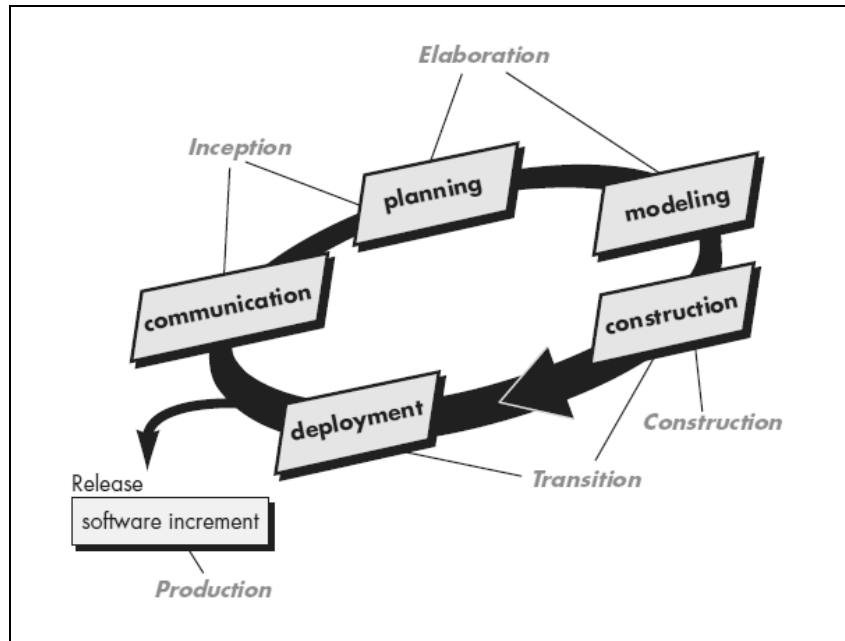 Elaboration
Inception
planning
modeling
communication
construction
deployment
Construction
Transition
Release
software increment
Production